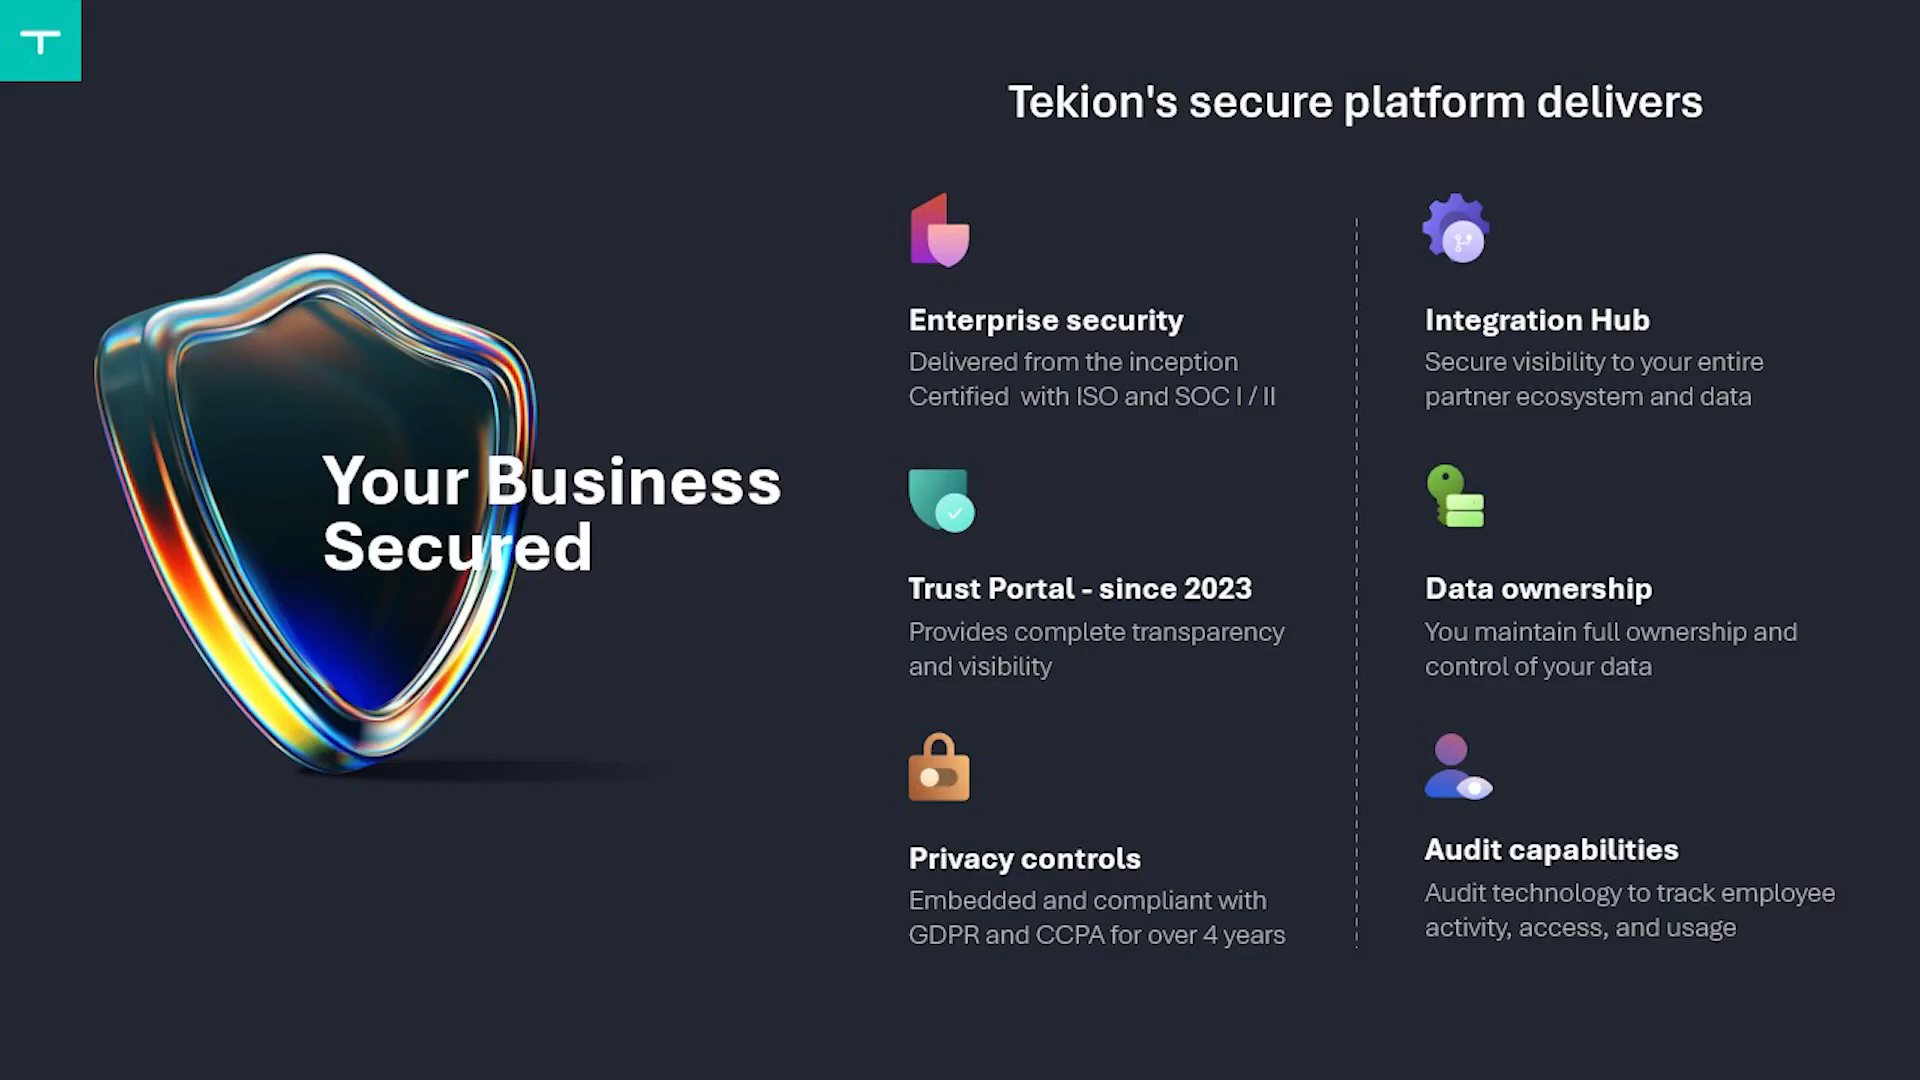 Your Business
Secured
Tekion's secure platform delivers
Enterprise security
Delivered from the inception
Certified  with ISO and SOC I / II
Trust Portal - since 2023
Provides complete transparency
and visibility
Privacy controls
Embedded and compliant with
GDPR and CCPA for over 4 years
Integration Hub
Secure visibility to your entire
partner ecosystem and data
Data ownership
You maintain full ownership and
control of your data
Audit capabilities
Audit technology to track employee
activity, access, and usage